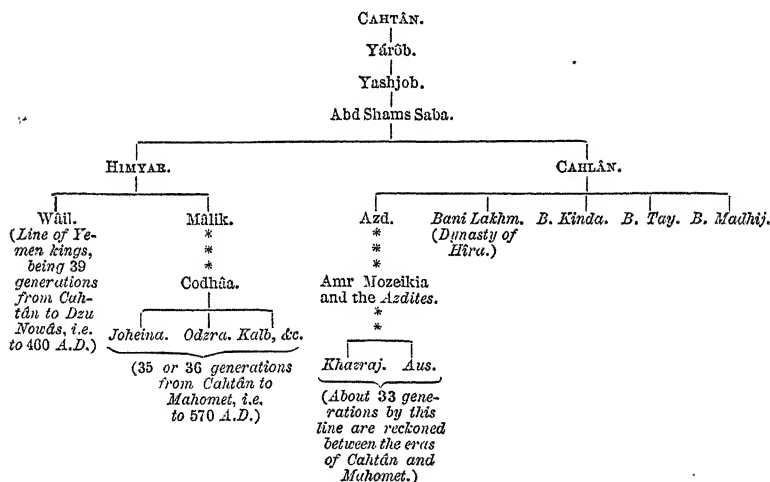 CAHTÂN.
Yárôb.
Yashjob.
Abd Shams Saba.
HIMYAR.
CAHLÂN.
Wâil.
(Line of Ye-
men kings,
being 39
generations
from Cah-
tân to Dzu
Nowâs, i.e.
to 460 A.D.)
Mâlik.
*
*
*
Codhâa.
Joheina. Odzra. Kalb, &c.
(35 or 36 generations
from Cahtân to
Mahomet, i.e.
to 570 A.D.)
Azd.
*
*
*
Amr Mozeikia
and the Azdites.
*
*
Khazraj. Aus.
(About 33 gene-
rations by this
line are reckoned
between the eras
of Cahtân and
Mahomet.)
Bani Lakhm.
(Dynasty of
Hîra.)
B. Kinda.
B. Tay.
B. Madhij.